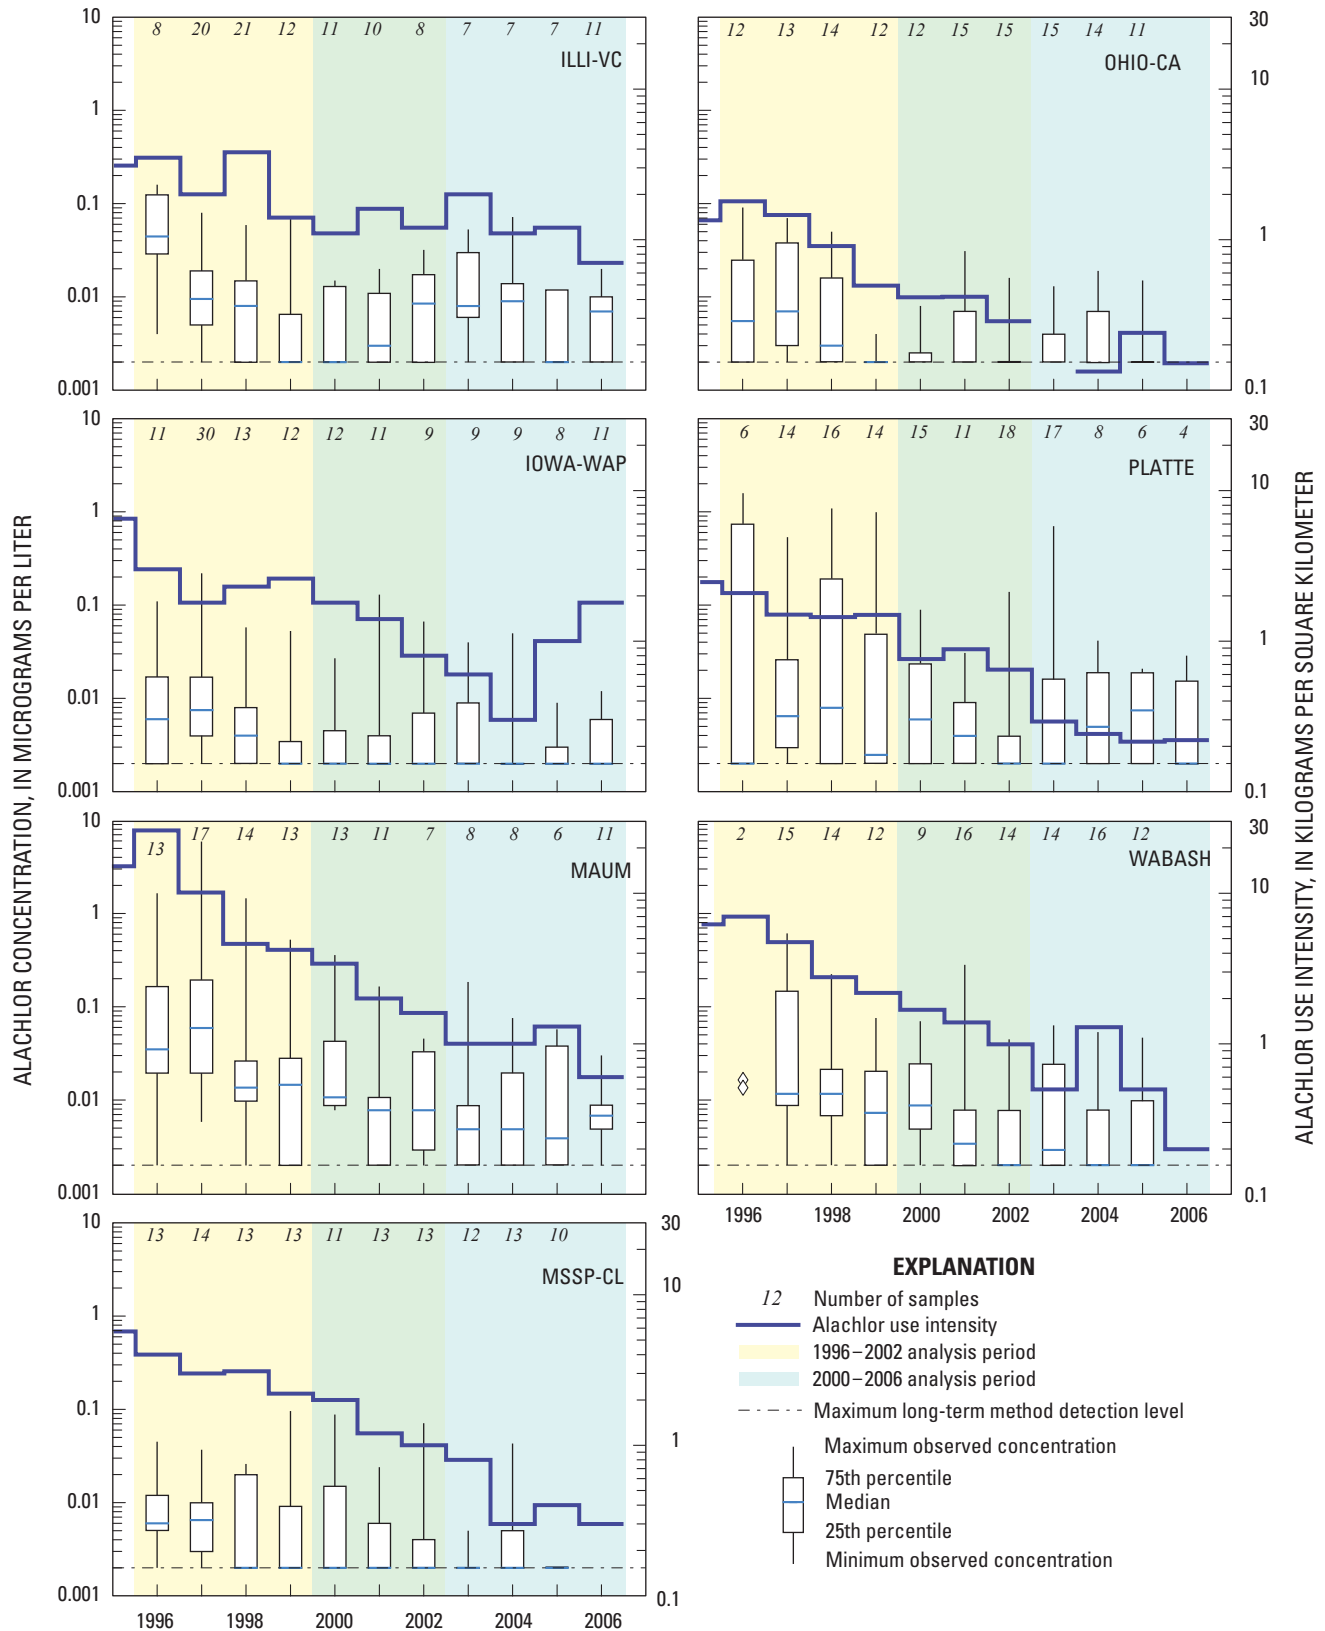 ALACHLOR CONCENTRATION, IN MICROGRAMS PER LITER
ALACHLOR USE INTENSITY, IN KILOGRAMS PER SQUARE KILOMETER
10
1
0.1
0.01
0.001
8 20 21 12 11 10 8 7 7 7 11
ILLI-VC
12 13 14 12 12 15 15 15 14 11
OHIO-CA
30
10
1
0.1
10
1
0.1
0.01
0.001
11 30 13 12 12 11 9 9 9 8 11
IOWA-WAP
6 14 16 14 15 11 18 17 8 6 4
PLATTE
30
10
1
0.1
10
1
0.1
0.01
0.001
13 17 14 13 13 11 7 8 8 6 11
MAUM
2 15 14 12 9 16 14 14 16 12
WABASH
30
10
1
0.1
1996 1998 2000 2002 2004 2006
10
1
0.1
0.01
0.001
13 14 13 13 11 13 13 12 13 10
MSSP-CL
30
10
1
0.1
1996 1998 2000 2002 2004 2006
EXPLANATION
12 Number of samples
Alachlor use intensity
1996–2002 analysis period
2000–2006 analysis period
Maximum long-term method detection level
Maximum observed concentration
75th percentile
Median
25th percentile
Minimum observed concentration